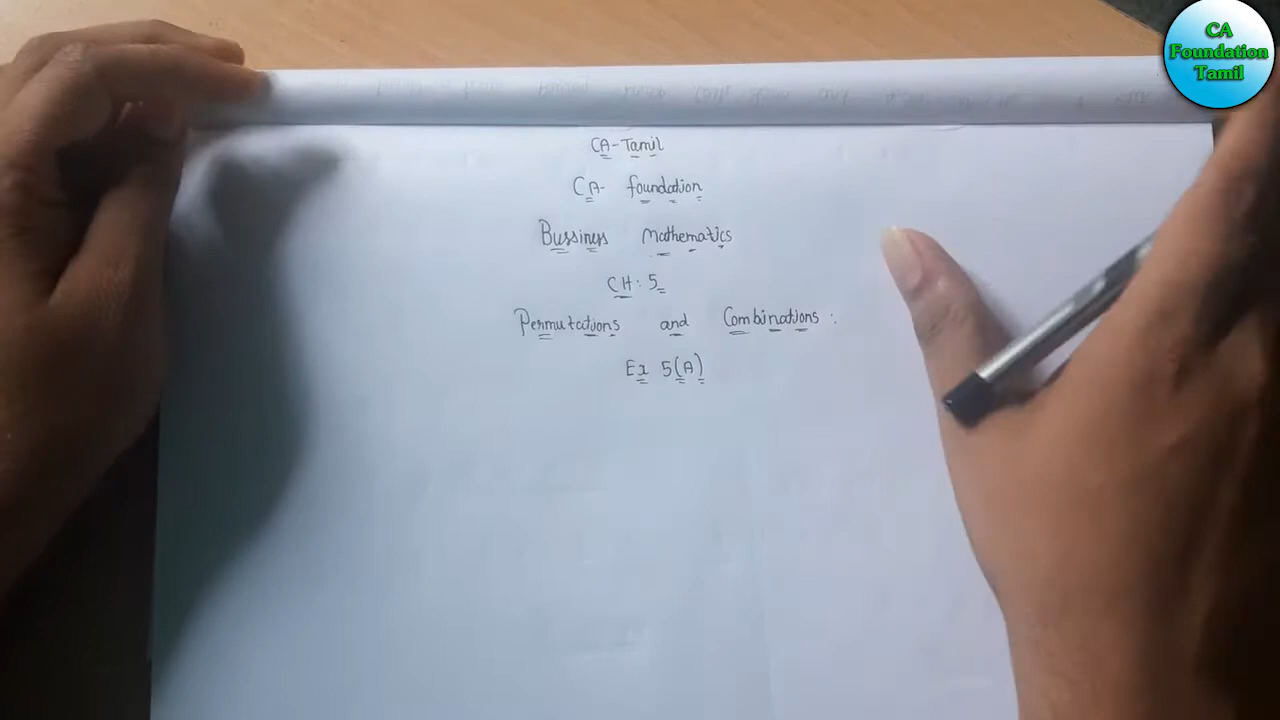 CA
Foundation
Tamil
CA-Tamil
CA- foundation
Bussiness Mathematics
CH: 5
Permutations and Combinations:
Ex 5(A)